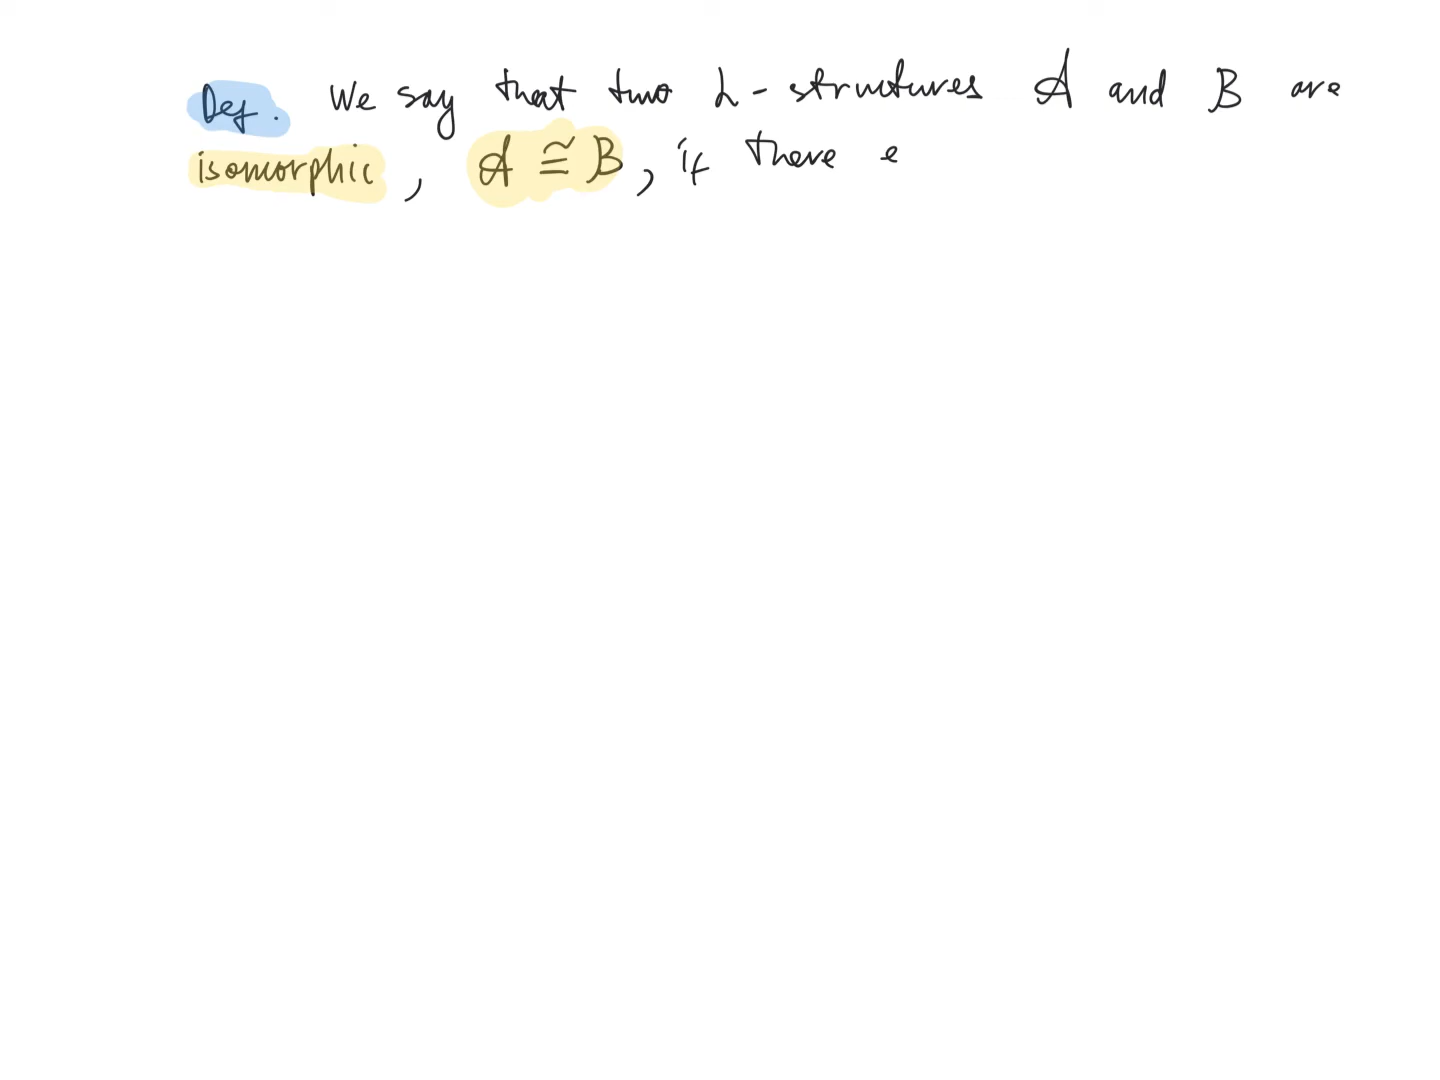 Def. We say that two L-structures A and B are
isomorphic, A ≅ B, if there e